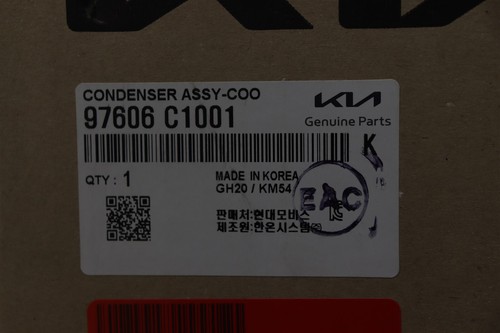 CONDENSER ASSY-COO
KIA
97606 C1001
Genuine Parts
K
QTY : 1
MADE IN KOREA
GH20 / KM54
EAC
판매처:현대모비스
제조원:한온시스템㈜